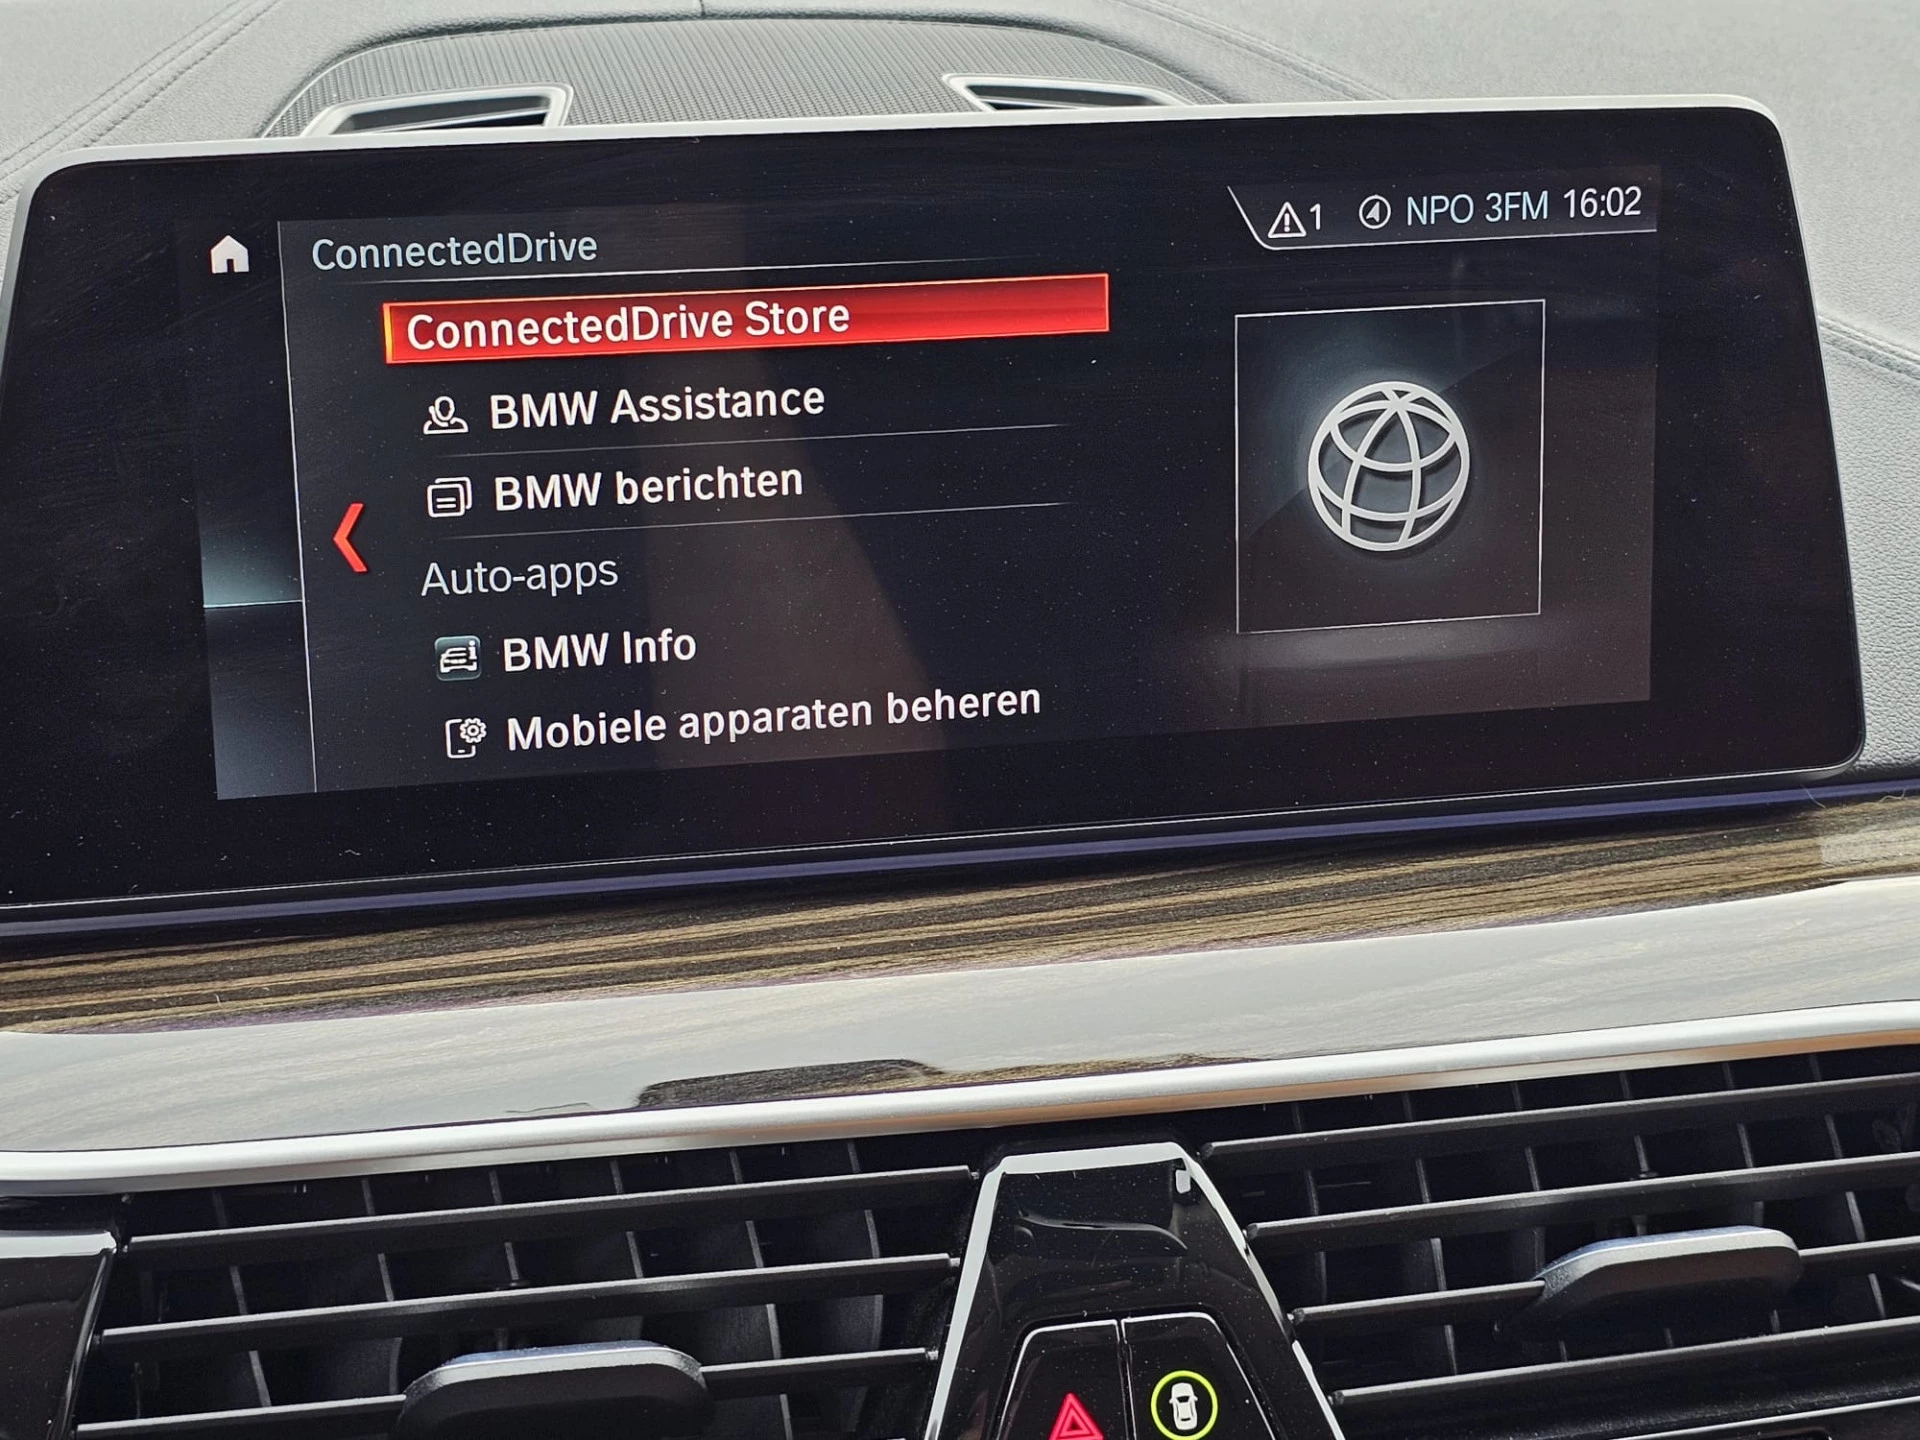 ConnectedDrive
1 NPO 3FM 16:02
ConnectedDrive Store
BMW Assistance
BMW berichten
Auto-apps
BMW Info
Mobiele apparaten beheren